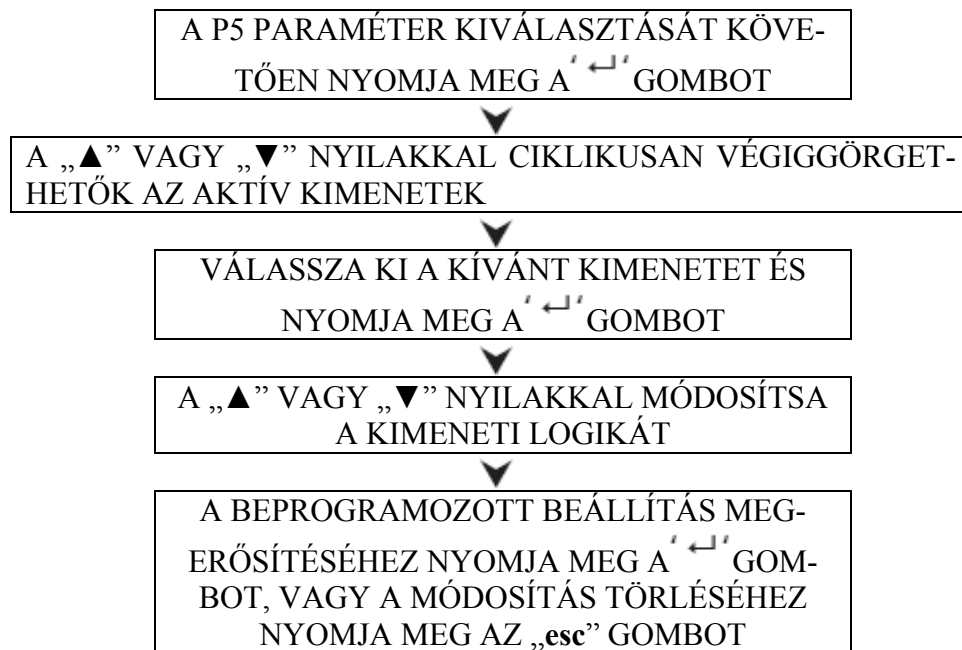 A P5 PARAMÉTER KIVÁLASZTÁSÁT KÖVE-
TŐEN NYOMJA MEG A ' ↵ ' GOMBOT
A „▲” VAGY „▼” NYILAKKAL CIKLIKUSAN VÉGIGGÖRGET-
HETŐK AZ AKTÍV KIMENETEK
VÁLASSZA KI A KÍVÁNT KIMENETET ÉS
NYOMJA MEG A ' ↵ ' GOMBOT
A „▲” VAGY „▼” NYILAKKAL MÓDOSÍTSA
A KIMENETI LOGIKÁT
A BEPROGRAMOZOTT BEÁLLÍTÁS MEG-
ERŐSÍTÉSÉHEZ NYOMJA MEG A ' ↵ ' GOM-
BOT, VAGY A MÓDOSÍTÁS TÖRLÉSÉHEZ
NYOMJA MEG AZ „esc” GOMBOT